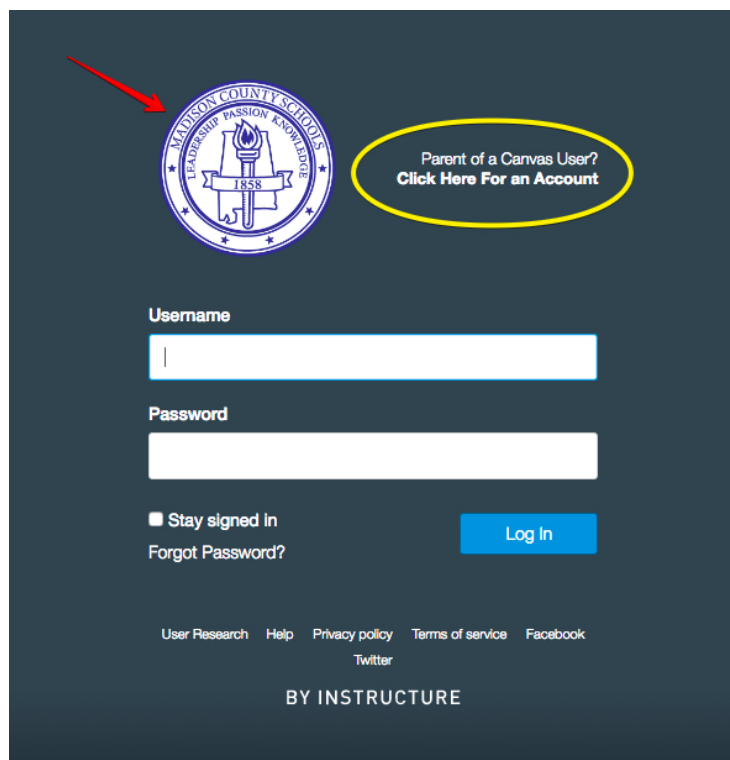 MADISON COUNTY SCHOOLS
LEADERSHIP PASSION KNOWLEDGE
1858
Parent of a Canvas User?
Click Here For an Account
Username
Password
Stay signed in
Log In
Forgot Password?
User Research Help Privacy policy Terms of service Facebook
Twitter
BY INSTRUCTURE